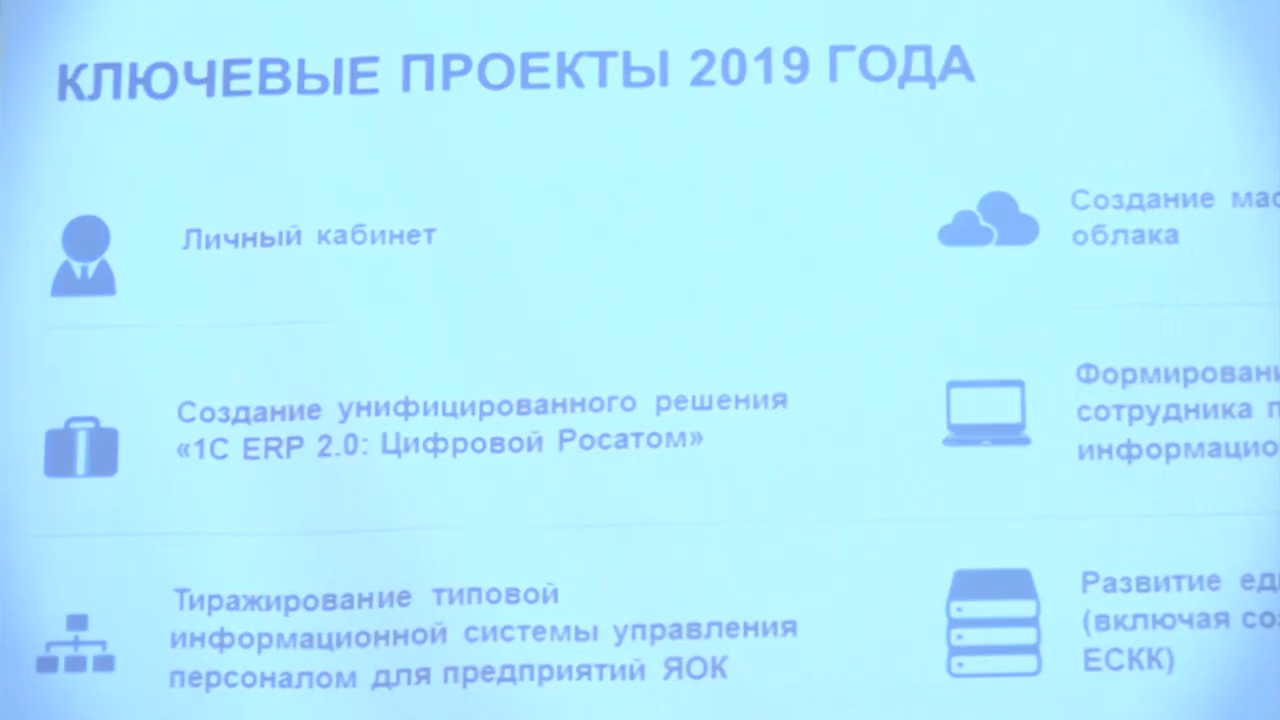 КЛЮЧЕВЫЕ ПРОЕКТЫ 2019 ГОДА
Личный кабинет
Создание унифицированного решения
«1С ERP 2.0: Цифровой Росатом»
Тиражирование типовой
информационной системы управления
персоналом для предприятий ЯОК
Создание
облака
сотрудника
Развитие
(включая
ЕСКК)